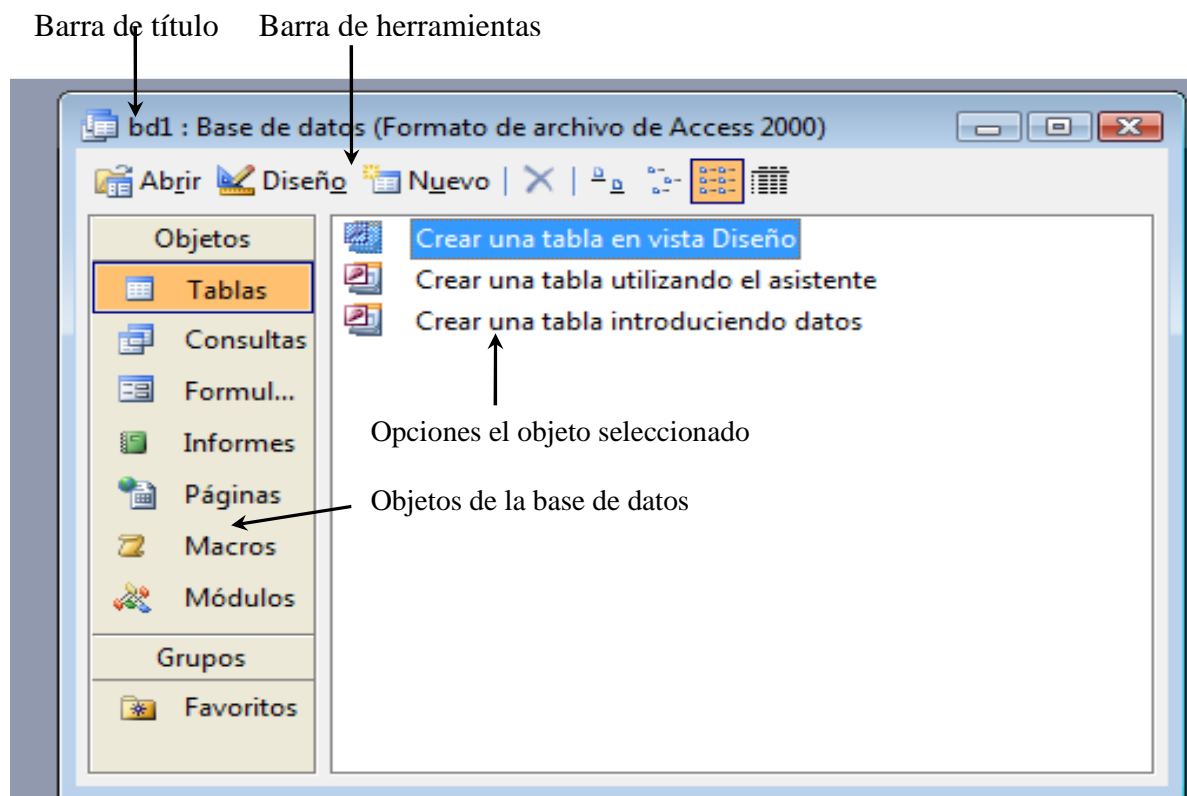 Barra de título Barra de herramientas
bd1 : Base de datos (Formato de archivo de Access 2000)
Abrir Diseño Nuevo
Objetos
Tablas
Consultas
Formul...
Informes
Páginas
Macros
Módulos
Grupos
Favoritos
Crear una tabla en vista Diseño
Crear una tabla utilizando el asistente
Crear una tabla introduciendo datos
Opciones el objeto seleccionado
Objetos de la base de datos